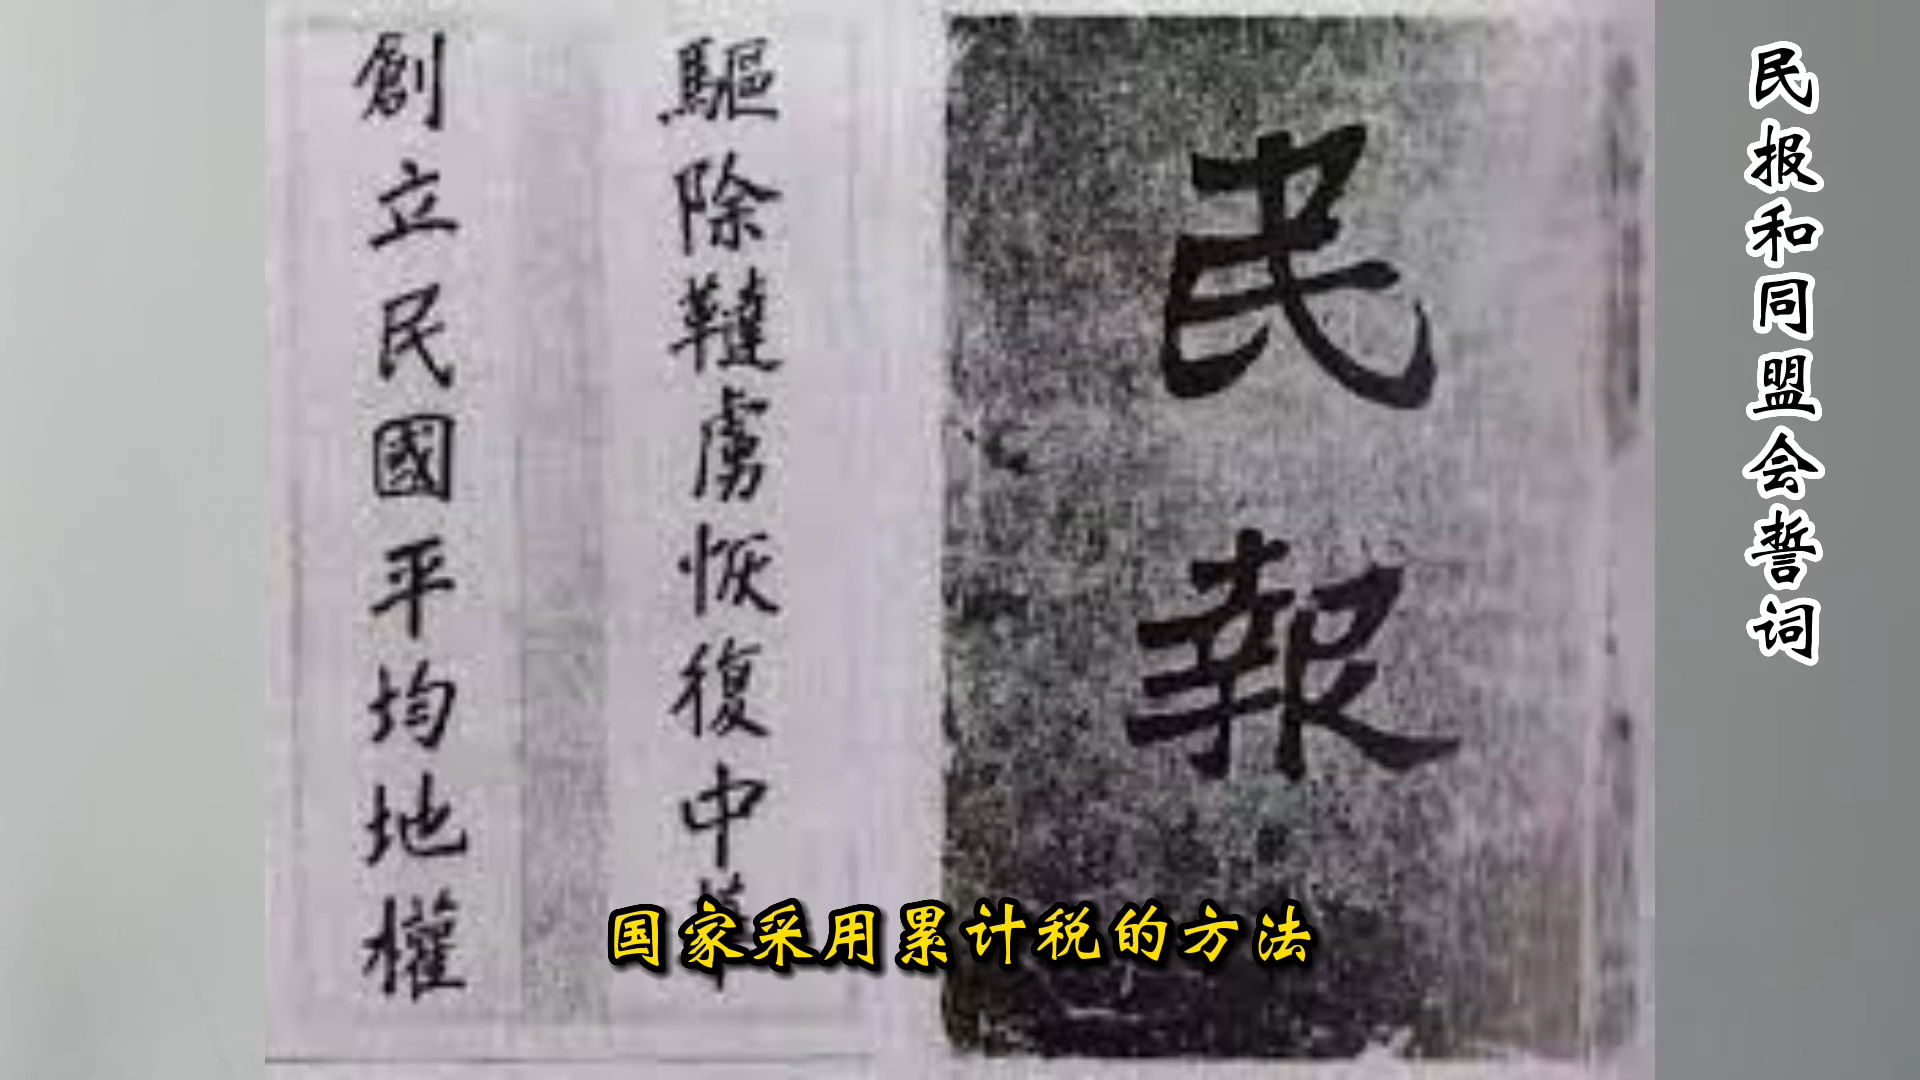 民报和同盟会誓词
民報
驅除韃虜恢復中華
創立民國平均地權
国家采用累计税的方法